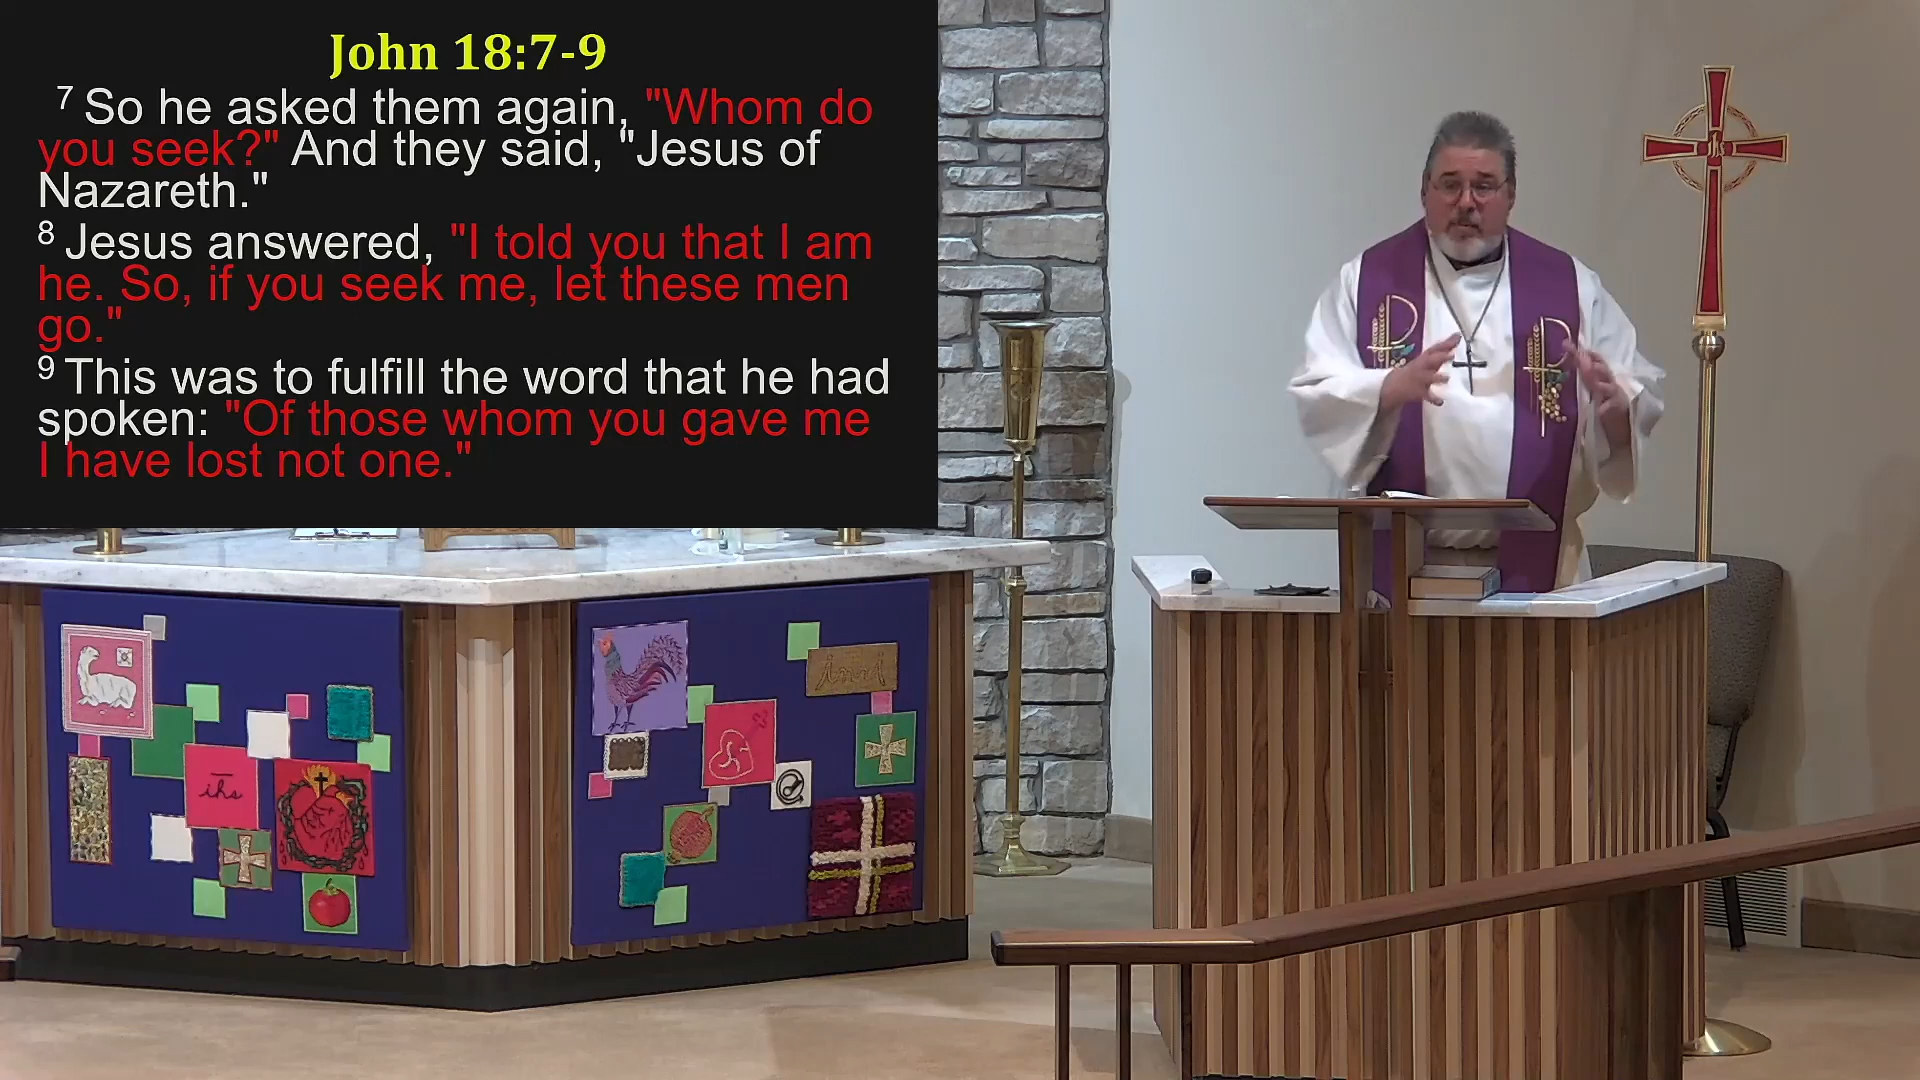 John 18:7-9
7 So he asked them again, "Whom do
you seek?" And they said, "Jesus of
Nazareth."
8 Jesus answered, "I told you that I am
he. So, if you seek me, let these men
go."
9 This was to fulfill the word that he had
spoken: "Of those whom you gave me
I have lost not one."
ihs
ihs
inri